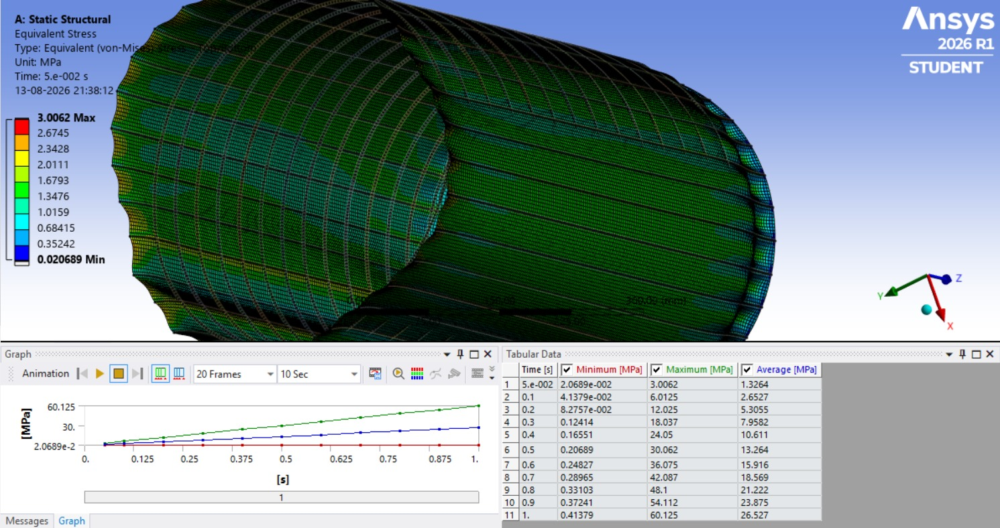 A: Static Structural
Equivalent Stress
Type: Equivalent (von-Mises) Stress
Unit: MPa
Time: 5.e-002 s
13-08-2026 21:38:12
3.0062 Max
2.6745
2.3428
2.0111
1.6793
1.3476
1.0159
0.68415
0.35242
0.020689 Min
Ansys
2026 R1
STUDENT
Y
Z
X
Graph
Animation 20 Frames 10 Sec
60.125
30.
2.0689e-2
[MPa]
0. 0.125 0.25 0.375 0.5 0.625 0.75 0.875 1.
[s]
1
Messages Graph
Tabular Data
Time [s] Minimum [MPa] Maximum [MPa] Average [MPa]
1 5.e-002 2.0689e-002 3.0062 1.3264
2 0.1 4.1379e-002 6.0125 2.6527
3 0.2 8.2757e-002 12.025 5.3055
4 0.3 0.12414 18.037 7.9582
5 0.4 0.16551 24.05 10.611
6 0.5 0.20689 30.062 13.264
7 0.6 0.24827 36.075 15.916
8 0.7 0.28965 42.087 18.569
9 0.8 0.33103 48.1 21.222
10 0.9 0.37241 54.112 23.875
11 1. 0.41379 60.125 26.527